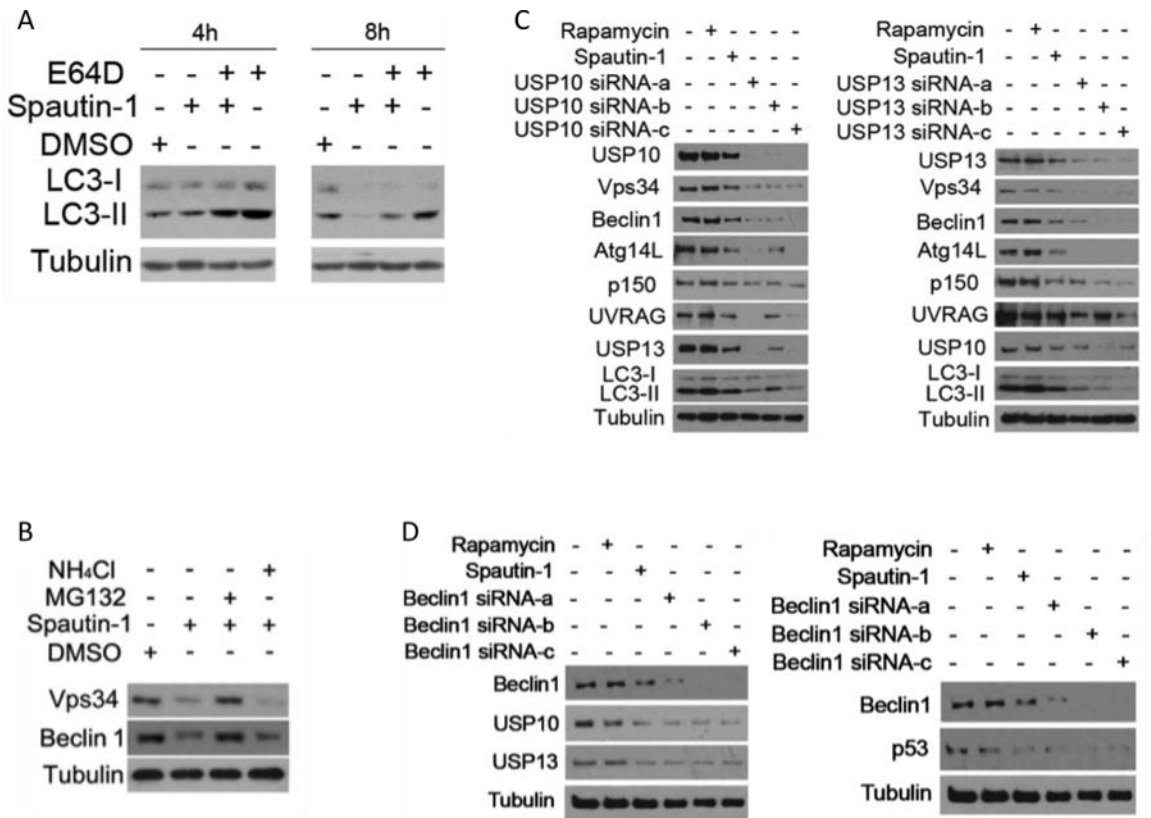 A
4h 8h
E64D - - + + - - + +
Spautin-1 - + + - - + + -
DMSO + - - - + - - -
LC3-I
LC3-II
Tubulin
C
Rapamycin - + - - - -
Spautin-1 - - + - - -
USP10 siRNA-a - - - + - -
USP10 siRNA-b - - - - + -
USP10 siRNA-c - - - - - +
USP10
Vps34
Beclin1
Atg14L
p150
UVRAG
USP13
LC3-I
LC3-II
Tubulin
Rapamycin - + - - - -
Spautin-1 - - + - - -
USP13 siRNA-a - - - + - -
USP13 siRNA-b - - - - + -
USP13 siRNA-c - - - - - +
USP13
Vps34
Beclin1
Atg14L
p150
UVRAG
USP10
LC3-I
LC3-II
Tubulin
B
NH₄Cl - - - +
MG132 - - + -
Spautin-1 - + + +
DMSO + - - -
Vps34
Beclin 1
Tubulin
D
Rapamycin - + - - - -
Spautin-1 - - + - - -
Beclin1 siRNA-a - - - + - -
Beclin1 siRNA-b - - - - + -
Beclin1 siRNA-c - - - - - +
Beclin1
USP10
USP13
Tubulin
Rapamycin - + - - - -
Spautin-1 - - + - - -
Beclin1 siRNA-a - - - + - -
Beclin1 siRNA-b - - - - + -
Beclin1 siRNA-c - - - - - +
Beclin1
p53
Tubulin